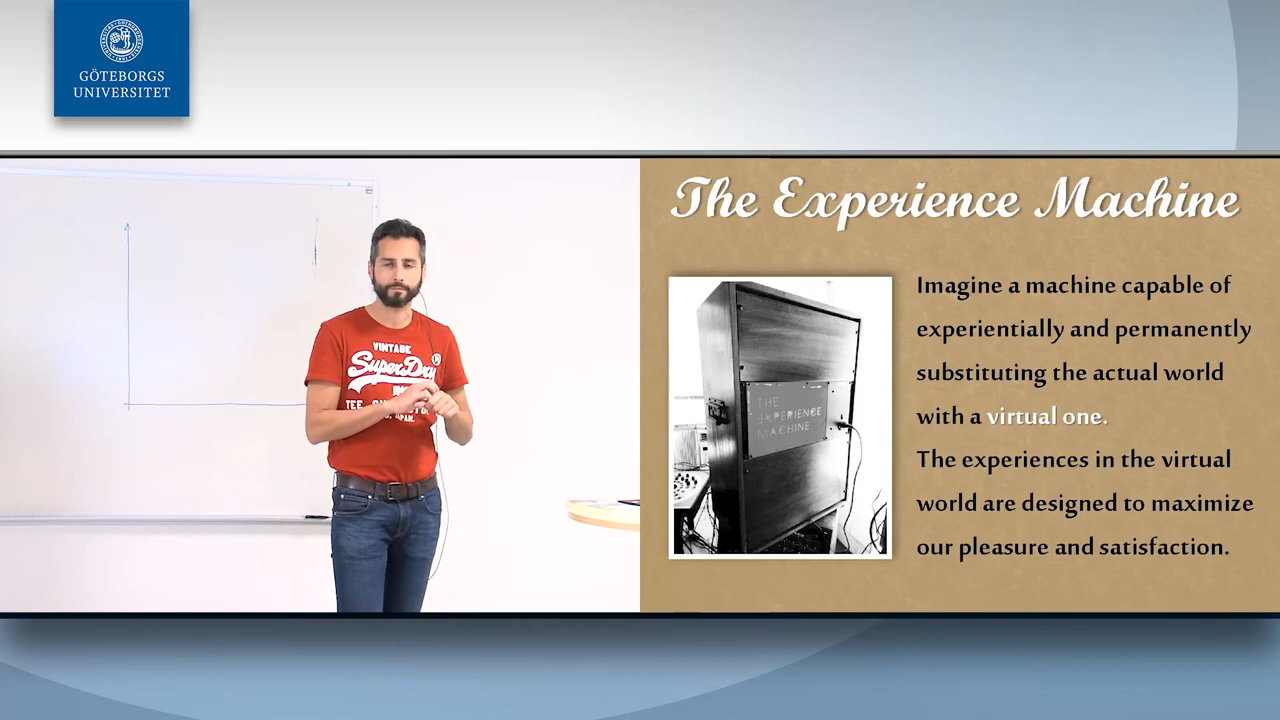 GÖTEBORGS
UNIVERSITET
VINTAGE
SuperDry
The Experience Machine
THE
EXPERIENCE
MACHINE
Imagine a machine capable of
experientially and permanently
substituting the actual world
with a virtual one.
The experiences in the virtual
world are designed to maximize
our pleasure and satisfaction.